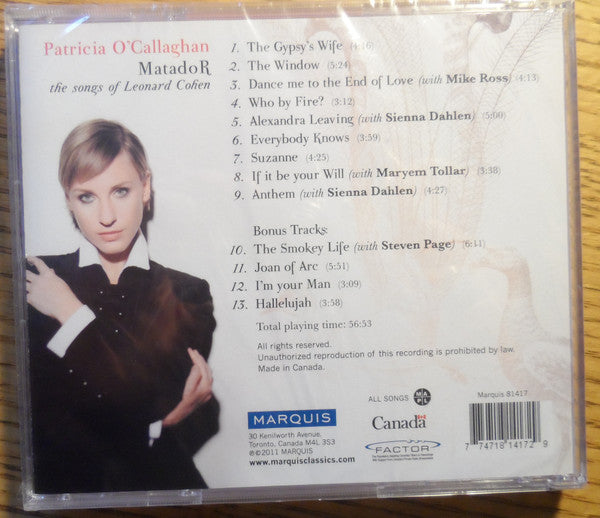 Patricia O'Callaghan
MatadoR
the songs of Leonard Cohen
1. The Gypsy's Wife (4:16)
2. The Window (5:24)
3. Dance me to the End of Love (with Mike Ross) (4:13)
4. Who by Fire? (3:12)
5. Alexandra Leaving (with Sienna Dahlen) (5:00)
6. Everybody Knows (3:59)
7. Suzanne (4:25)
8. If it be your Will (with Maryem Tollar) (3:38)
9. Anthem (with Sienna Dahlen) (4:27)
Bonus Tracks:
10. The Smokey Life (with Steven Page) (6:11)
11. Joan of Arc (5:51)
12. I'm your Man (3:09)
13. Hallelujah (3:58)
Total playing time: 56:53
All rights reserved.
Unauthorized reproduction of this recording is prohibited by law.
Made in Canada.
MARQUIS
30 Kenilworth Avenue,
Toronto, Canada M4L 3S3
℗©2011 MARQUIS
www.marquisclassics.com
ALL SONGS MAPL
Canada
FACTOR
Marquis 81417
7 74718 14172 9